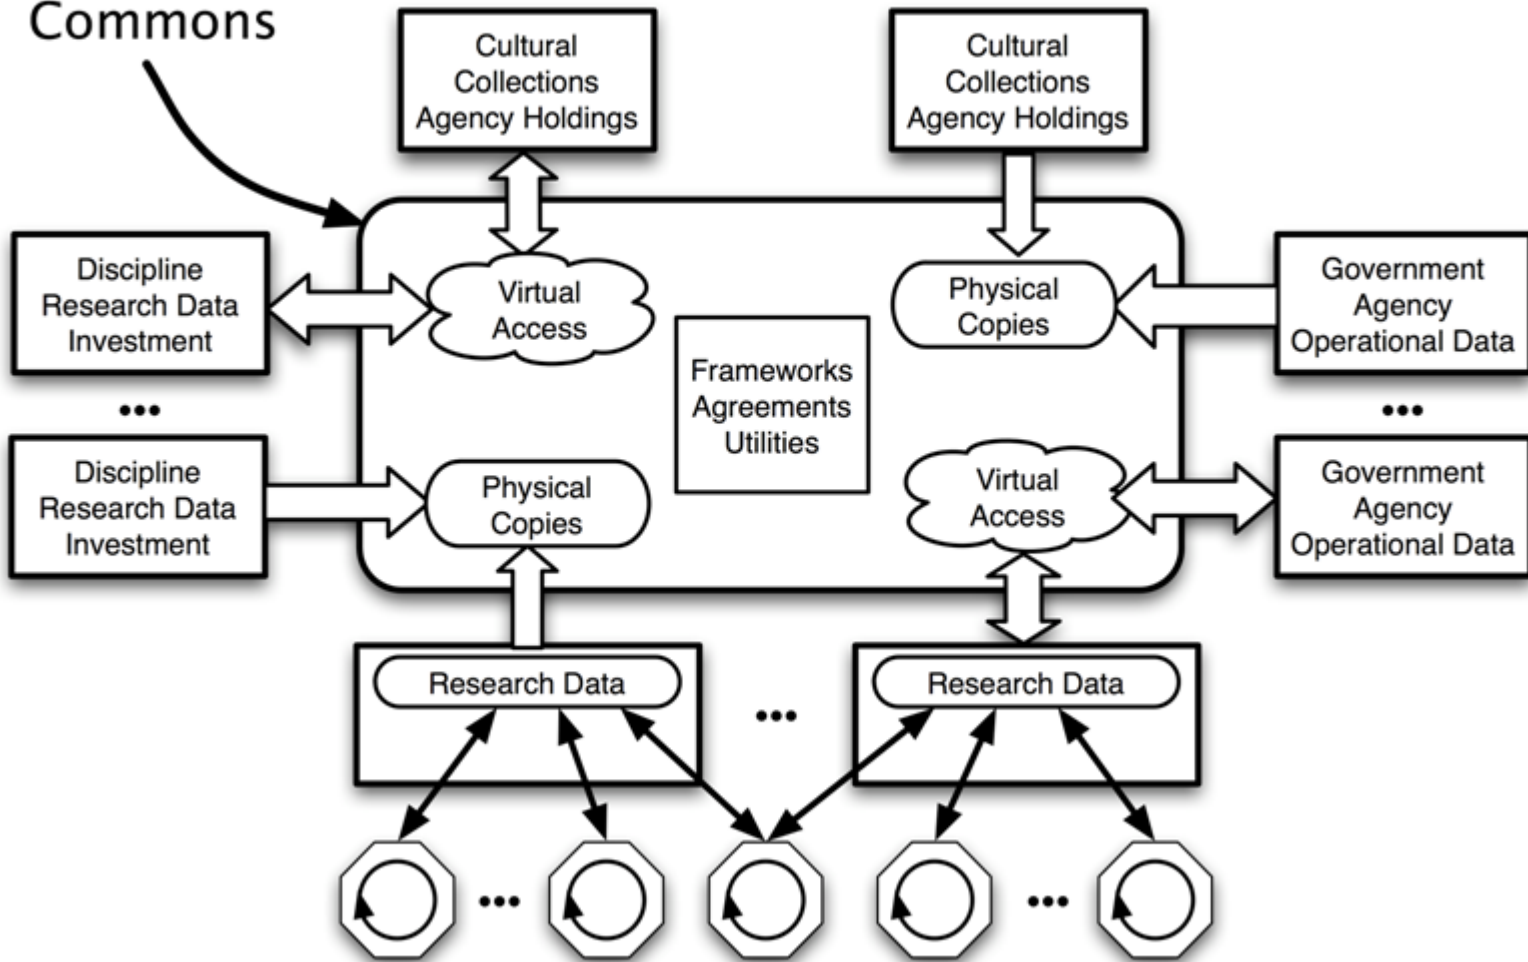 Commons
Cultural
Collections
Agency Holdings
Cultural
Collections
Agency Holdings
Discipline
Research Data
Investment
Virtual
Access
Physical
Copies
Government
Agency
Operational Data
•••
Frameworks
Agreements
Utilities
•••
Discipline
Research Data
Investment
Physical
Copies
Virtual
Access
Government
Agency
Operational Data
Research Data
•••
Research Data
•••
•••